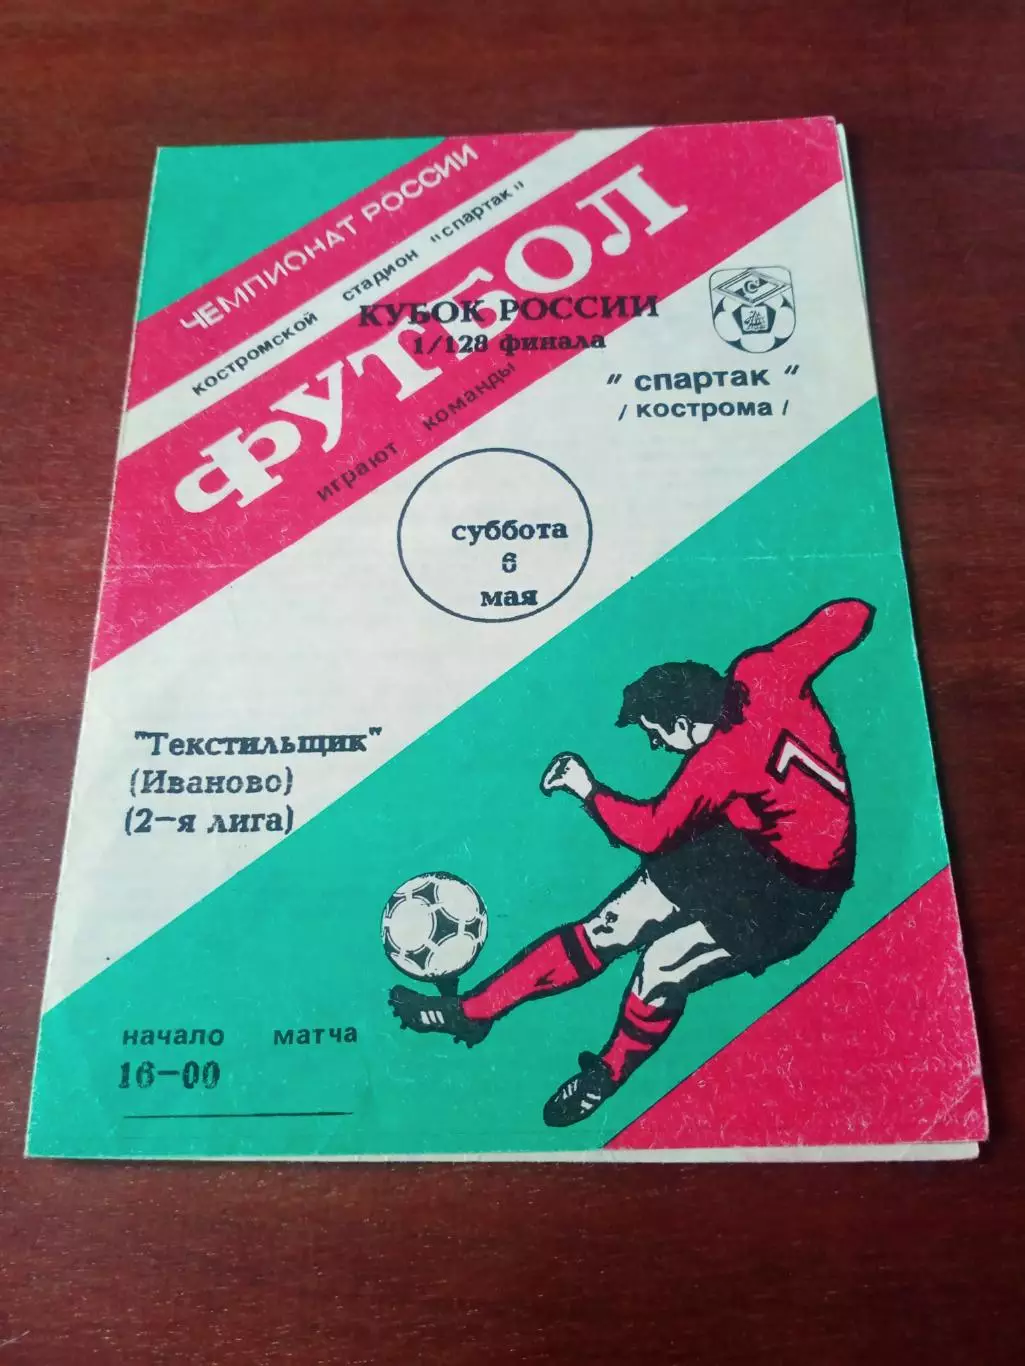 ЧЕМПИОНАТ РОССИИ
костромской стадион "спартак"
ФУТБОЛ
КУБОК РОССИИ
1/128 финала
играют команды
"спартак"
/кострома/
суббота
6
мая
"Текстильщик"
(Иваново)
(2-я лига)
7
начало матча
16-00